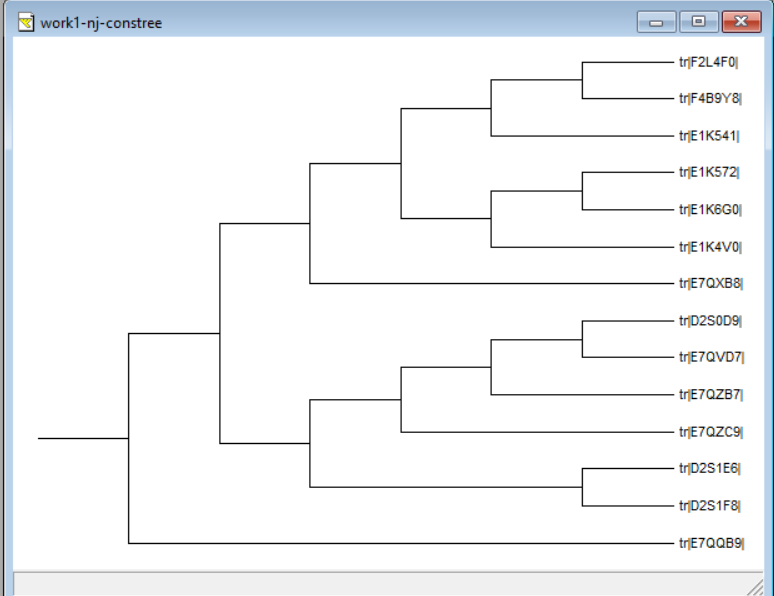 work1-nj-constree
tr|F2L4F0|
tr|F4B9Y8|
tr|E1K541|
tr|E1K572|
tr|E1K6G0|
tr|E1K4V0|
tr|E7QXB8|
tr|D2S0D9|
tr|E7QVD7|
tr|E7QZB7|
tr|E7QZC9|
tr|D2S1E6|
tr|D2S1F8|
tr|E7QQB9|